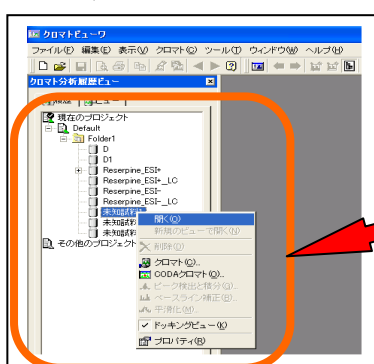 クロマトビューワ
ファイル(F) 編集(E) 表示(V) クロマト(C) ツール(T) ウィンドウ(W) ヘルプ(H)
クロマト分析履歴ビュー
ビュー
現在のプロジェクト
Default
Folder1
D
D1
Reserpine_ESI+
Reserpine_ESI+_LC
Reserpine_ESI-
Reserpine_ESI-_LC
未知試料
未知試料
未知試料
その他のプロジェクト
開く(O)
新規のビューで開く(N)
削除(D)
クロマト(C)...
CODAクロマト(O)...
ピーク検出と積分(D)...
ベースライン補正(B)...
平滑化(M)...
ドッキングビュー(K)
プロパティ(R)